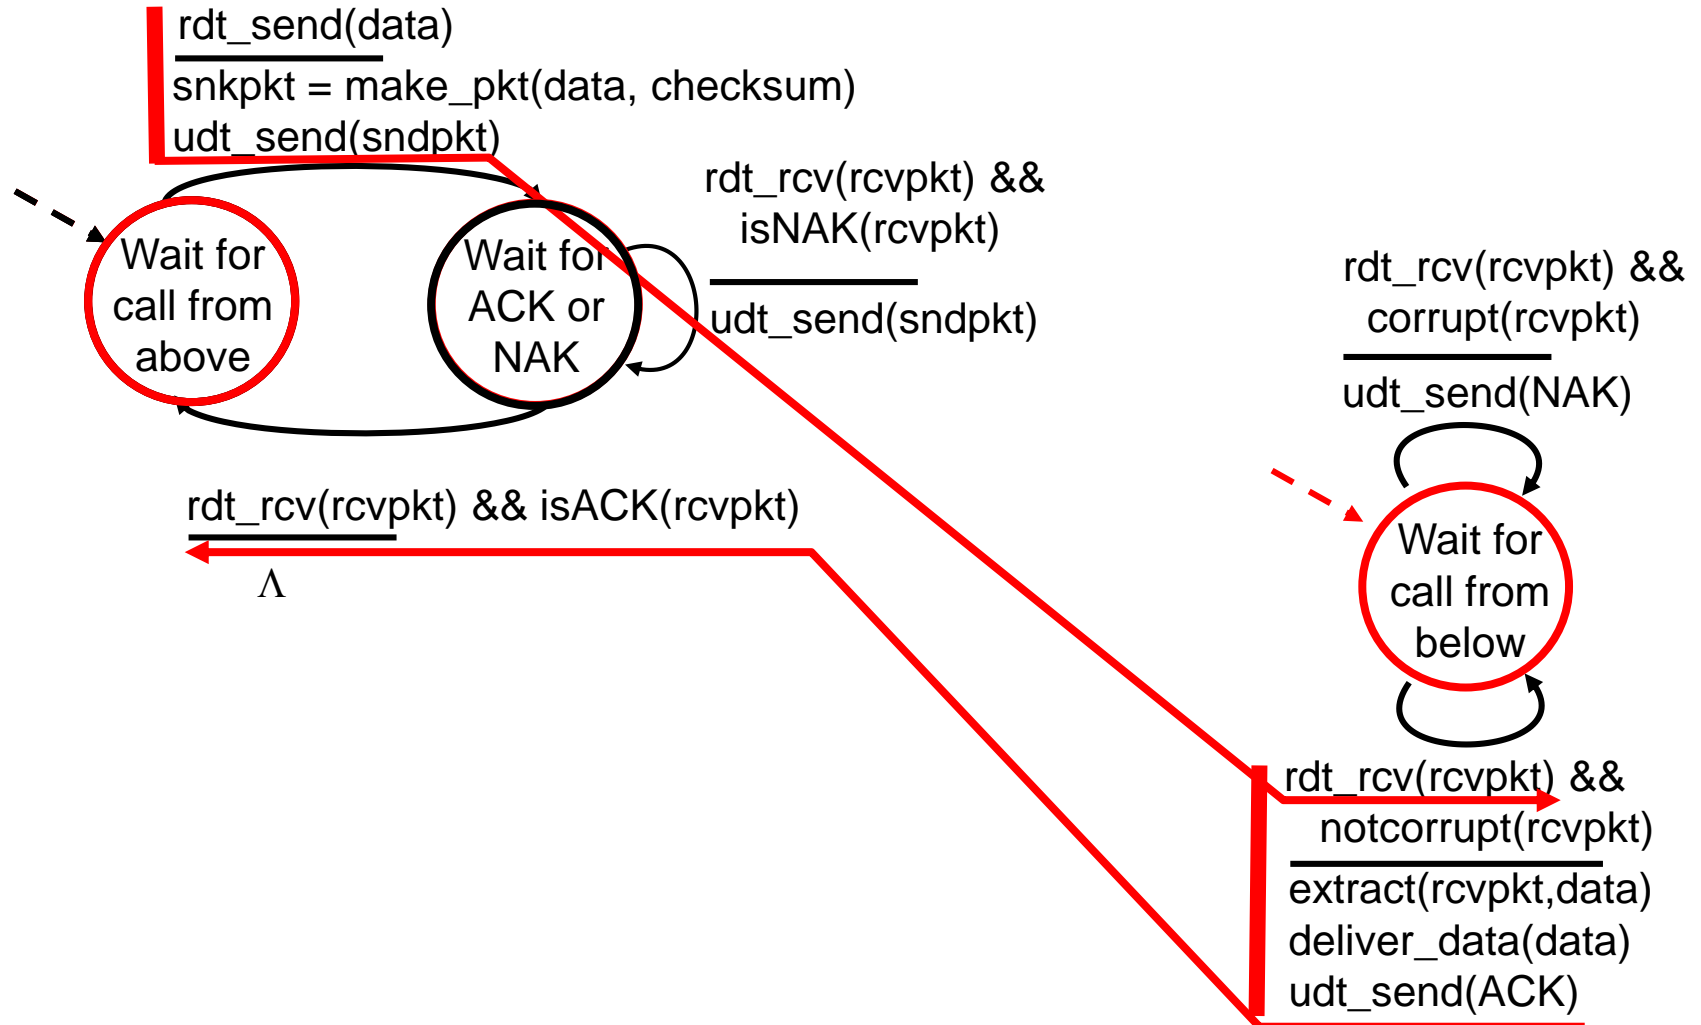 rdt_send(data)
snkpkt = make_pkt(data, checksum)
udt_send(sndpkt)
Wait for
call from
above
Wait for
ACK or
NAK
rdt_rcv(rcvpkt) &&
isNAK(rcvpkt)
udt_send(sndpkt)
rdt_rcv(rcvpkt) && isACK(rcvpkt)
Λ
rdt_rcv(rcvpkt) &&
corrupt(rcvpkt)
udt_send(NAK)
Wait for
call from
below
rdt_rcv(rcvpkt) &&
notcorrupt(rcvpkt)
extract(rcvpkt,data)
deliver_data(data)
udt_send(ACK)